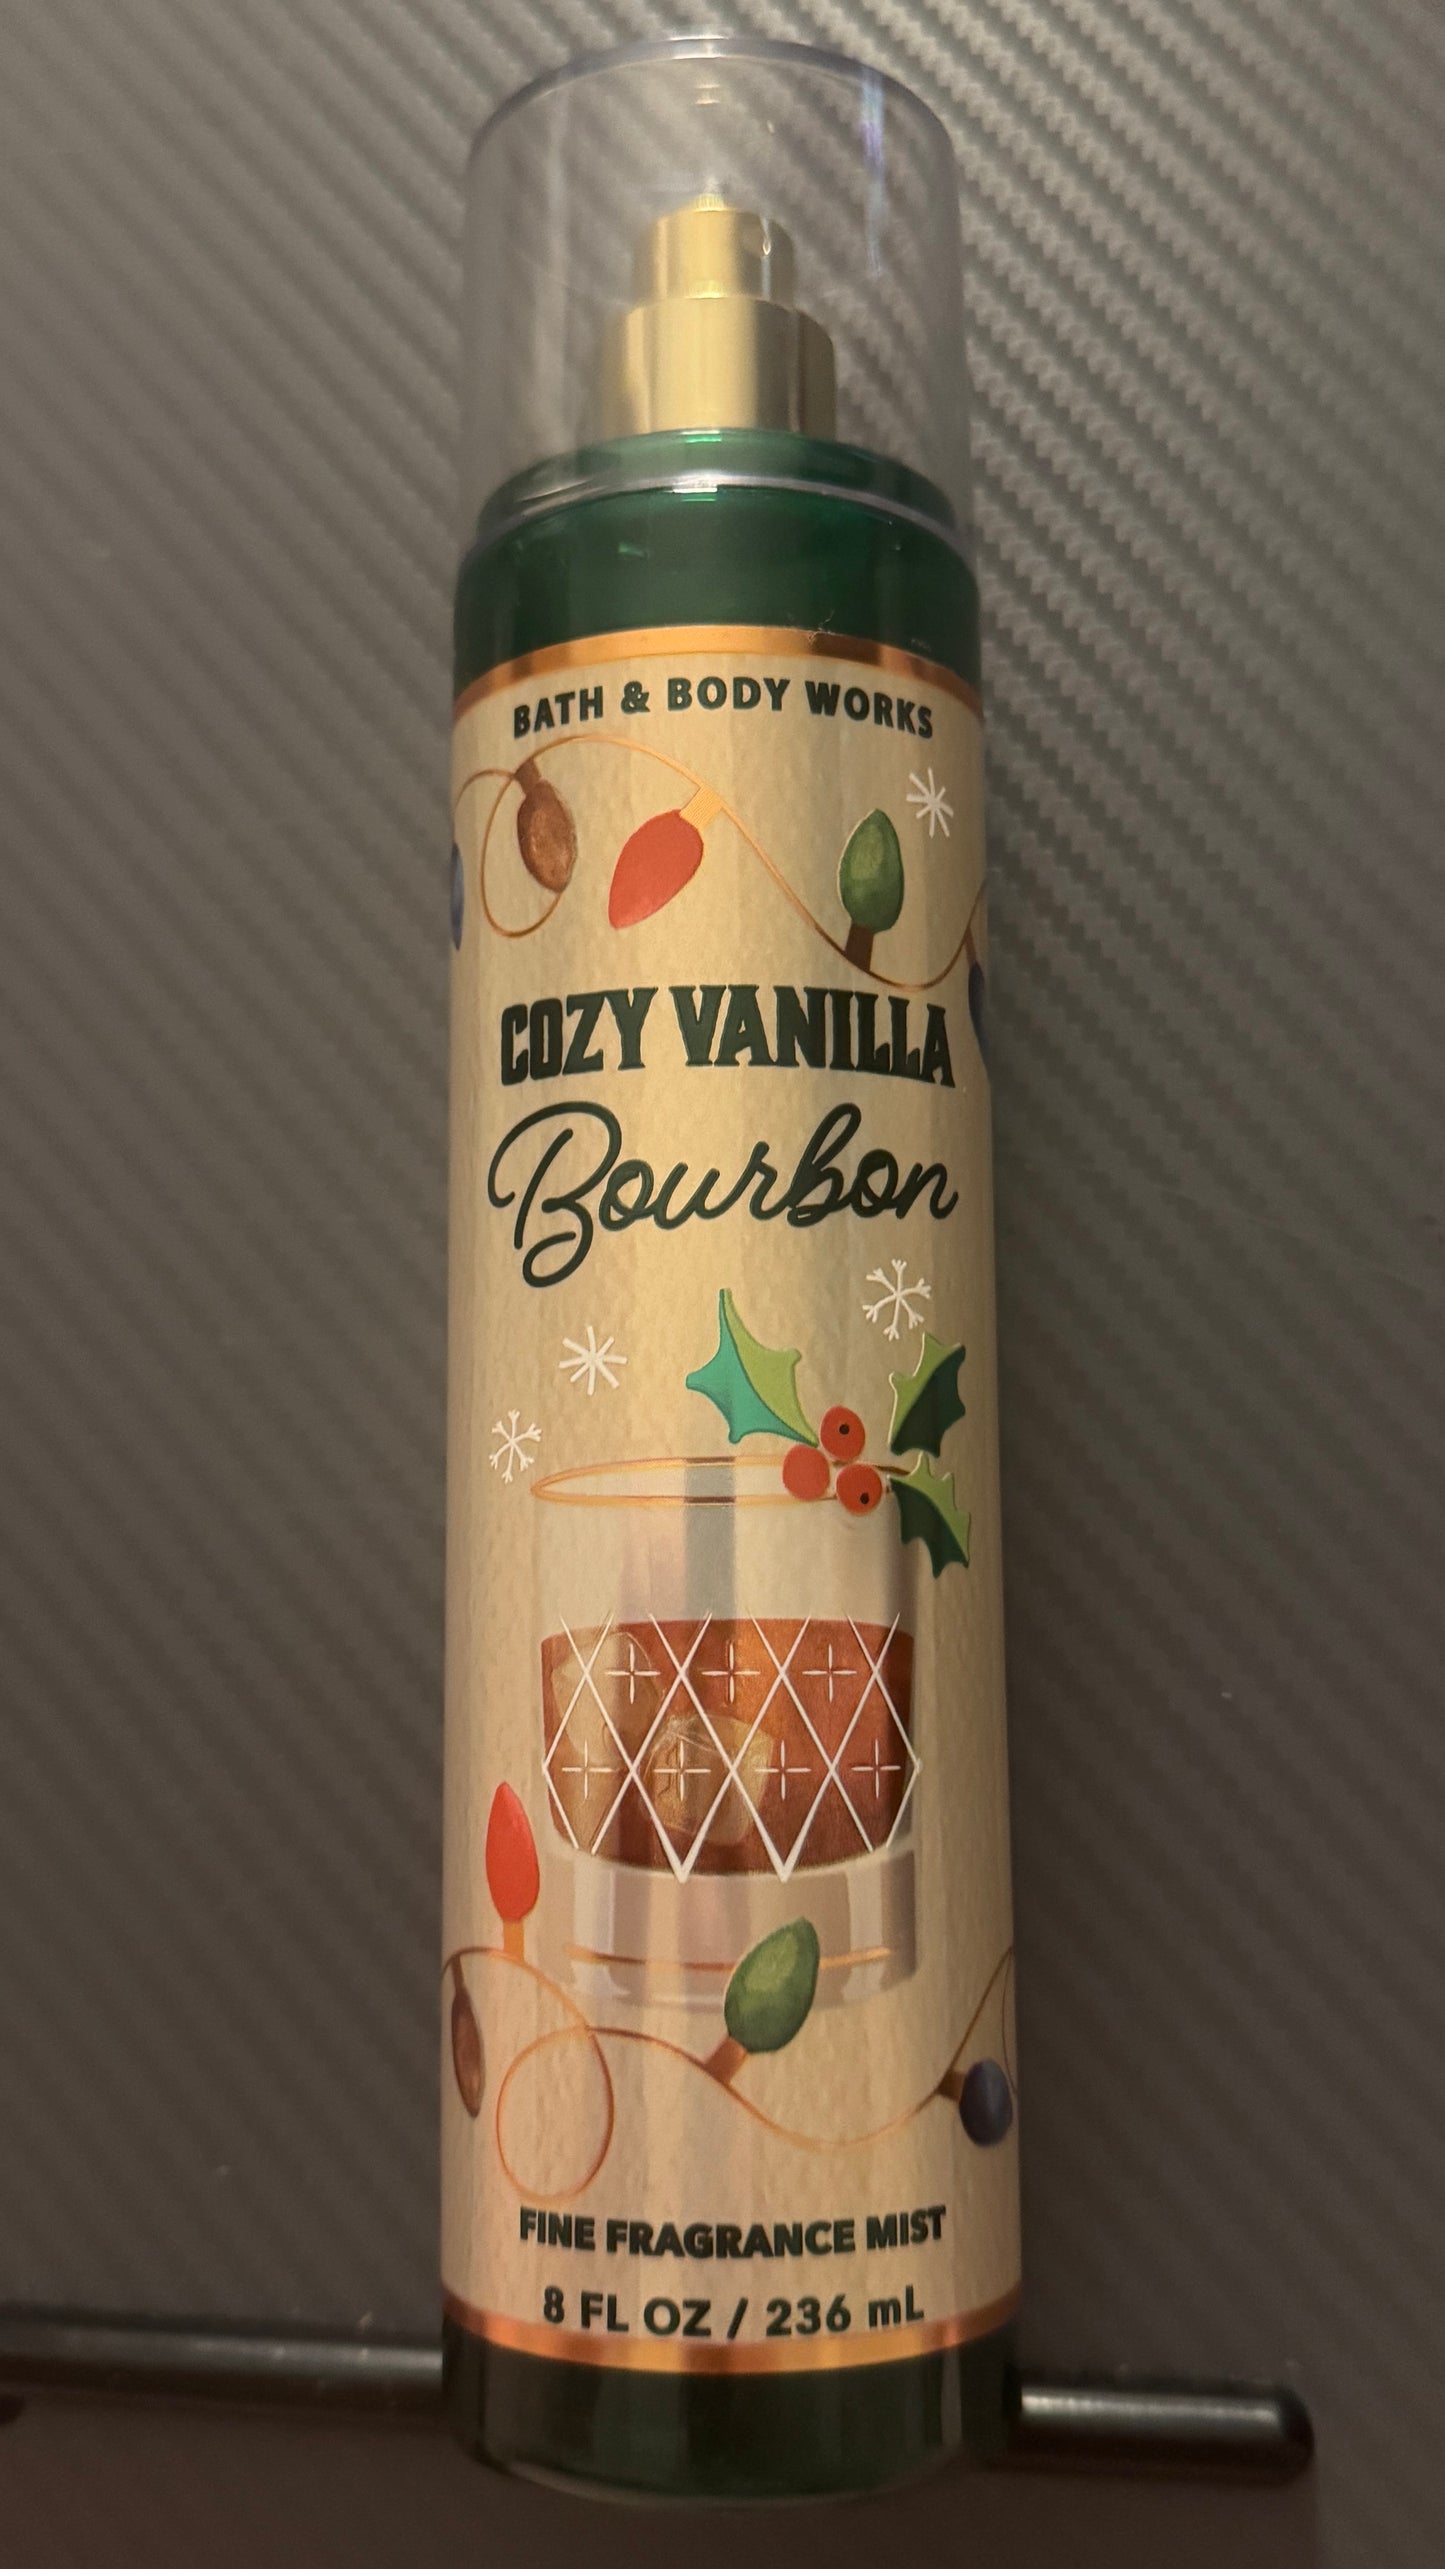 BATH & BODY WORKS
COZY VANILLA
Bourbon
FINE FRAGRANCE MIST
8 FL OZ / 236 mL